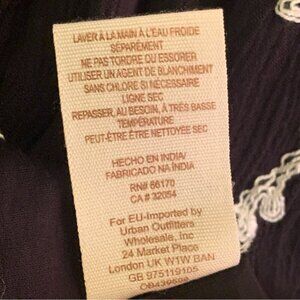 LAVER À LA MAIN À L'EAU FROIDE
SÉPARÉMENT
NE PAS TORDRE OU ESSORER
UTILISER UN AGENT DE BLANCHIMENT
SANS CHLORE SI NÉCESSAIRE
LIGNE SEC
REPASSER, AU BESOIN, À TRÈS BASSE
TEMPÉRATURE
PEUT-ÊTRE ÊTRE NETTOYEE SEC
HECHO EN INDIA/
FABRICADO NA ÍNDIA
RN# 66170
CA # 32054
For EU-Imported by
Urban Outfitters
Wholesale, Inc
24 Market Place
London UK W1W BAN
GB 975119105